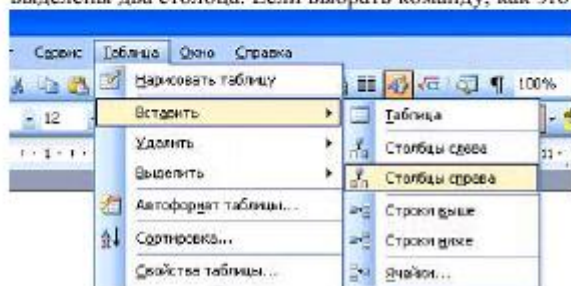 выделены два столбца. Если выбрать команду, как это
Сервис Таблица Окно Справка
Нарисовать таблицу 100%
12 Вставить Таблица
Удалить Столбцы слева
Выделить Столбцы справа
Автоформат таблицы... Строки выше
Сортировка... Строки ниже
Свойства таблицы... Ячейки...